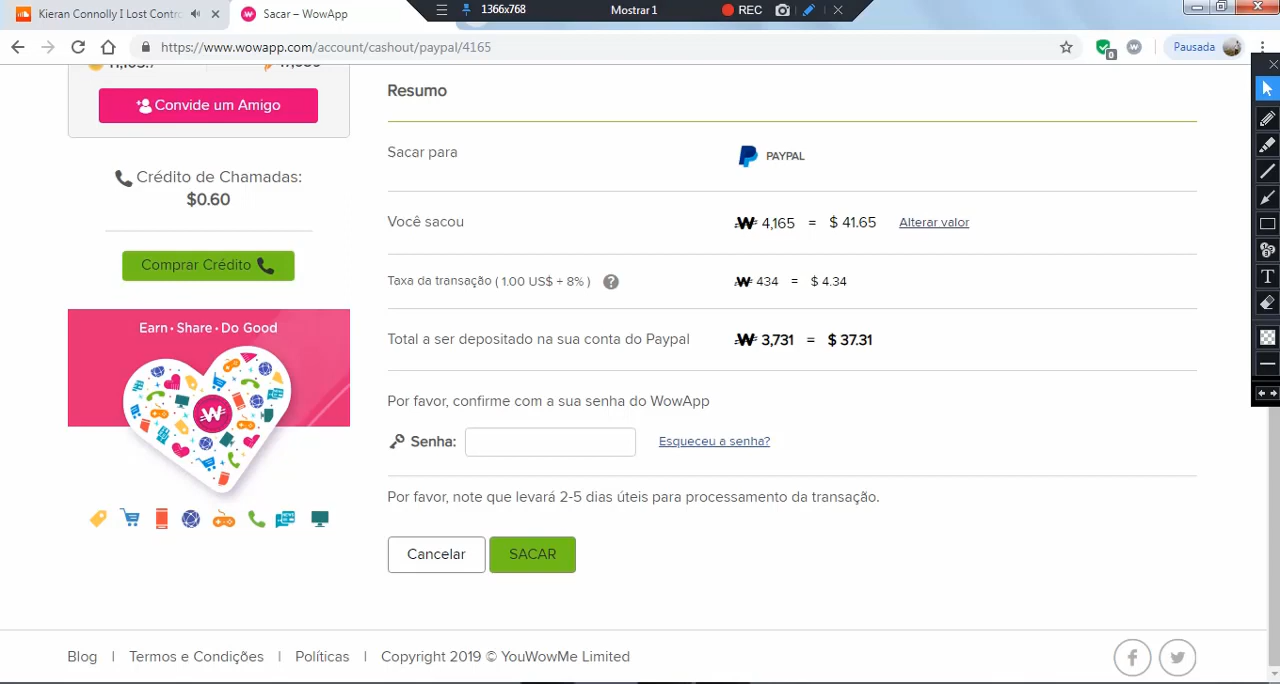 Kieran Connolly I Lost Contro
Sacar – WowApp
1366x768
Mostrar 1
REC
https://www.wowapp.com/account/cashout/paypal/4165
0
Pausada
Convide um Amigo
Crédito de Chamadas:
$0.60
Comprar Crédito
Earn · Share · Do Good
Resumo
Sacar para PAYPAL
Você sacou 4,165 = $ 41.65 Alterar valor
Taxa da transação ( 1.00 US$ + 8% ) ? 434 = $ 4.34
Total a ser depositado na sua conta do Paypal 3,731 = $ 37.31
Por favor, confirme com a sua senha do WowApp
Senha: Esqueceu a senha?
Por favor, note que levará 2-5 dias úteis para processamento da transação.
Cancelar SACAR
Blog | Termos e Condições | Políticas | Copyright 2019 © YouWowMe Limited